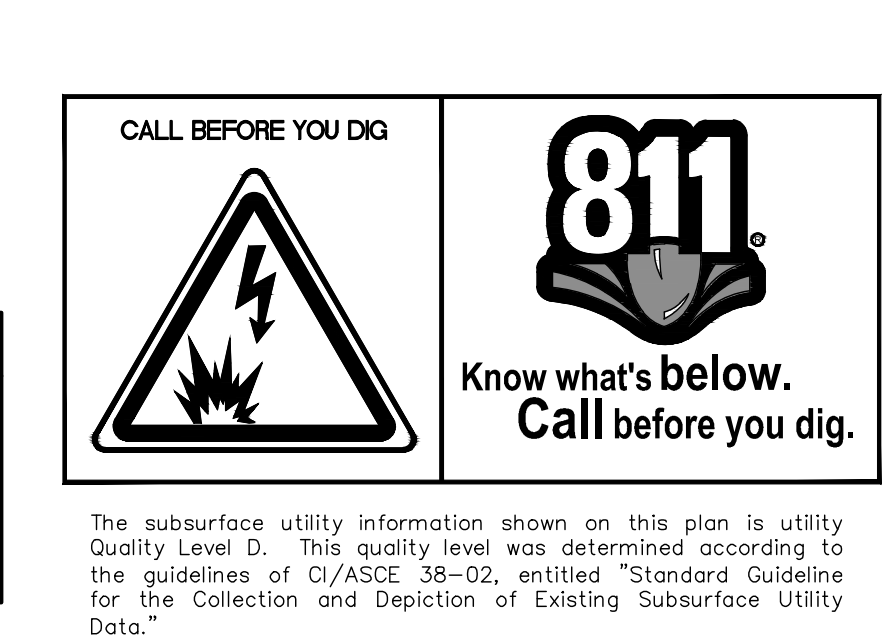 CALL BEFORE YOU DIG
811
®
Know what's below.
Call before you dig.
The subsurface utility information shown on this plan is utility
Quality Level D. This quality level was determined according to
the guidelines of CI/ASCE 38-02, entitled "Standard Guideline
for the Collection and Depiction of Existing Subsurface Utility
Data."